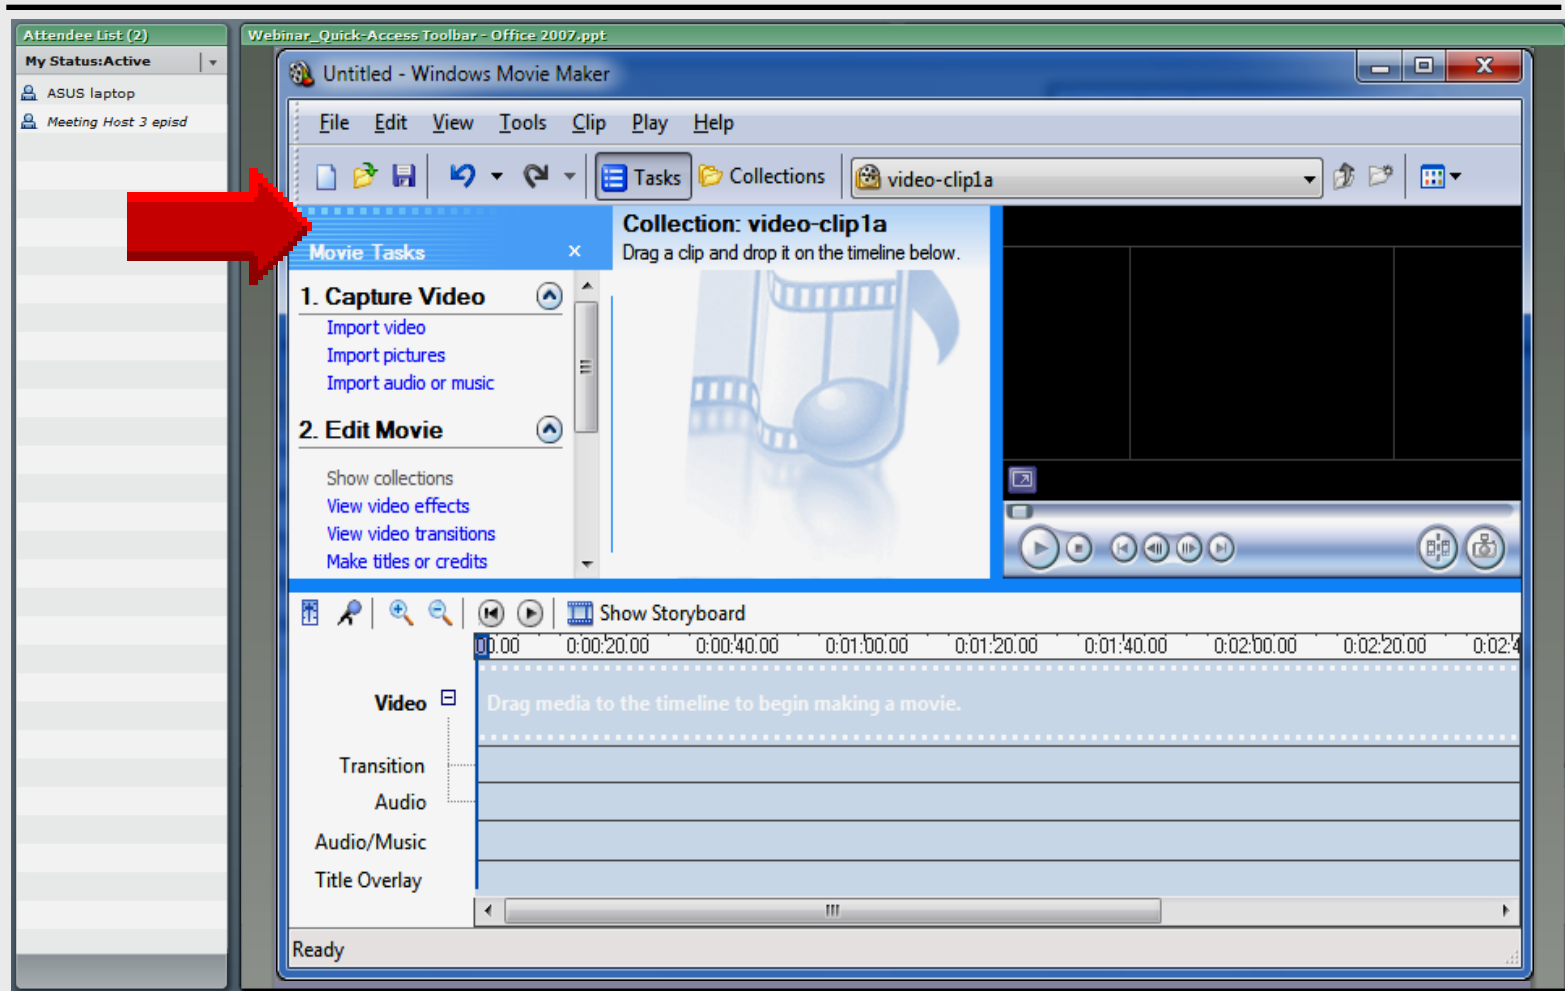 Attendee List (2)
My Status:Active
ASUS laptop
Meeting Host 3 episd
Webinar_Quick-Access Toolbar - Office 2007.ppt
Untitled - Windows Movie Maker
File Edit View Tools Clip Play Help
Tasks Collections video-clip1a
Movie Tasks
Collection: video-clip1a
Drag a clip and drop it on the timeline below.
1. Capture Video
Import video
Import pictures
Import audio or music
2. Edit Movie
Show collections
View video effects
View video transitions
Make titles or credits
Show Storyboard
0:00:20.00 0:00:40.00 0:01:00.00 0:01:20.00 0:01:40.00 0:02:00.00 0:02:20.00
Video
Drag media to the timeline to begin making a movie.
Transition
Audio
Audio/Music
Title Overlay
Ready